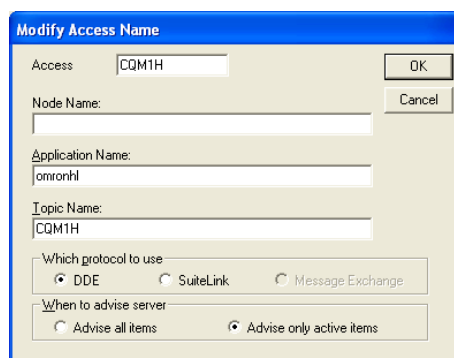 Modify Access Name
Access CQM1H
OK
Node Name:
Cancel
Application Name:
omronhl
Topic Name:
CQM1H
Which protocol to use
DDE SuiteLink Message Exchange
When to advise server
Advise all items Advise only active items